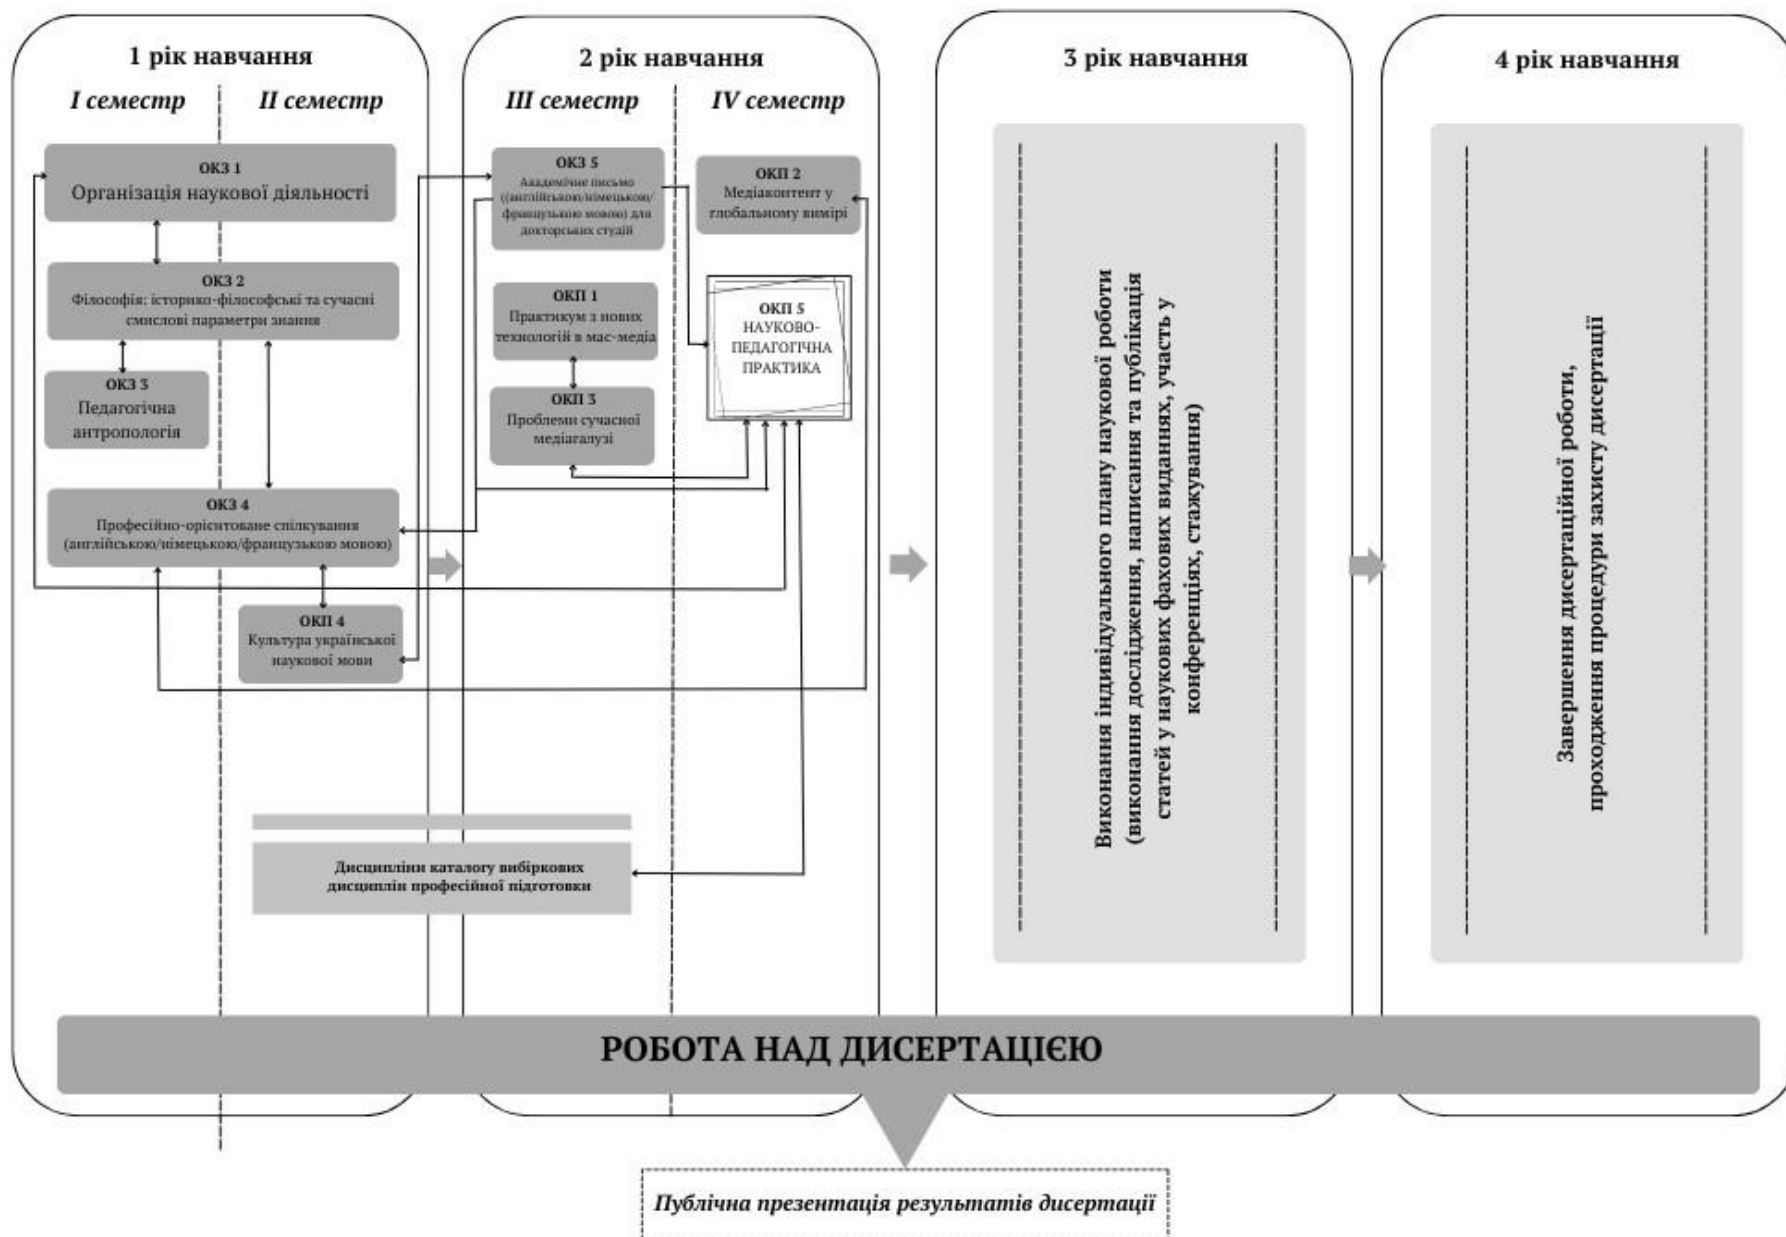 1 рік навчання
I семестр
II семестр
ОКЗ 1
Організація наукової діяльності
ОКЗ 2
Філософія: історико-філософські та сучасні
смислові параметри знання
ОКЗ 3
Педагогічна
антропологія
ОКЗ 4
Професійно-орієнтоване спілкування
(англійською/німецькою/французькою мовою)
ОКП 4
Культура української
наукової мови
2 рік навчання
III семестр
IV семестр
ОКЗ 5
Академічне письмо
((англійською/німецькою/
французькою мовою) для
докторських студій
ОКП 2
Медіаконтент у
глобальному вимірі
ОКП 1
Практикум з нових
технологій в мас-медіа
ОКП 3
Проблеми сучасної
медіагалузі
ОКП 5
НАУКОВО-
ПЕДАГОГІЧНА
ПРАКТИКА
Дисципліни каталогу вибіркових
дисциплін професійної підготовки
3 рік навчання
Виконання індивідуального плану наукової роботи
(виконання дослідження, написання та публікація
статей у наукових фахових виданнях, участь у
конференціях, стажування)
4 рік навчання
Завершення дисертаційної роботи,
проходження процедури захисту дисертації
РОБОТА НАД ДИСЕРТАЦІЄЮ
Публічна презентація результатів дисертації